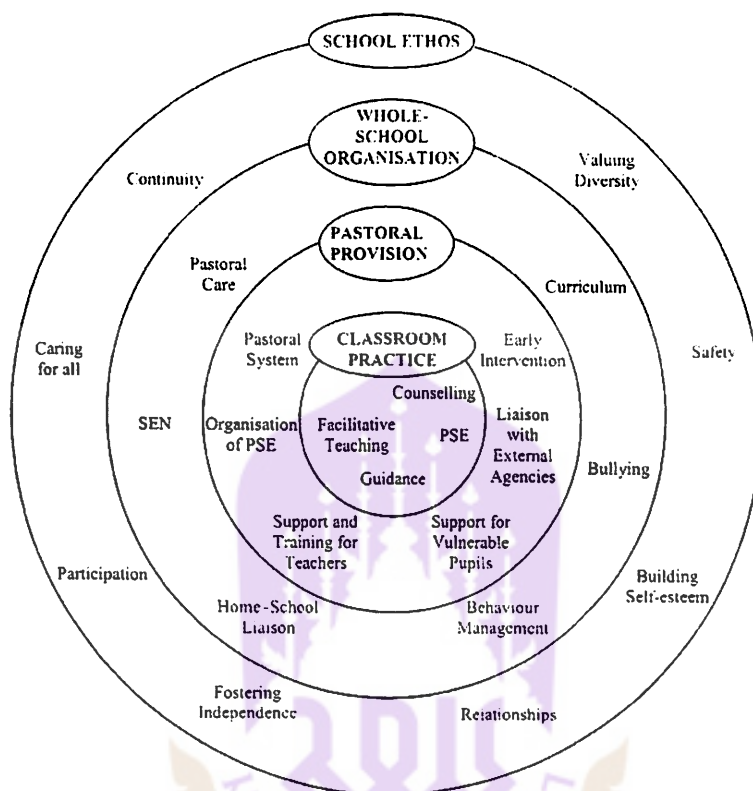 SCHOOL ETHOS
WHOLE-
SCHOOL
ORGANISATION
Continuity
Valuing
Diversity
PASTORAL
PROVISION
Pastoral
Care
Curriculum
Pastoral
System
CLASSROOM
PRACTICE
Early
Intervention
Caring
for all
Safety
Counselling
SEN
Organisation
of PSE
Facilitative
Teaching
PSE
Liaison
with
External
Agencies
Bullying
Guidance
Support and
Training for
Teachers
Support for
Vulnerable
Pupils
Participation
Building
Self-esteem
Home-School
Liaison
Behaviour
Management
Fostering
Independence
Relationships